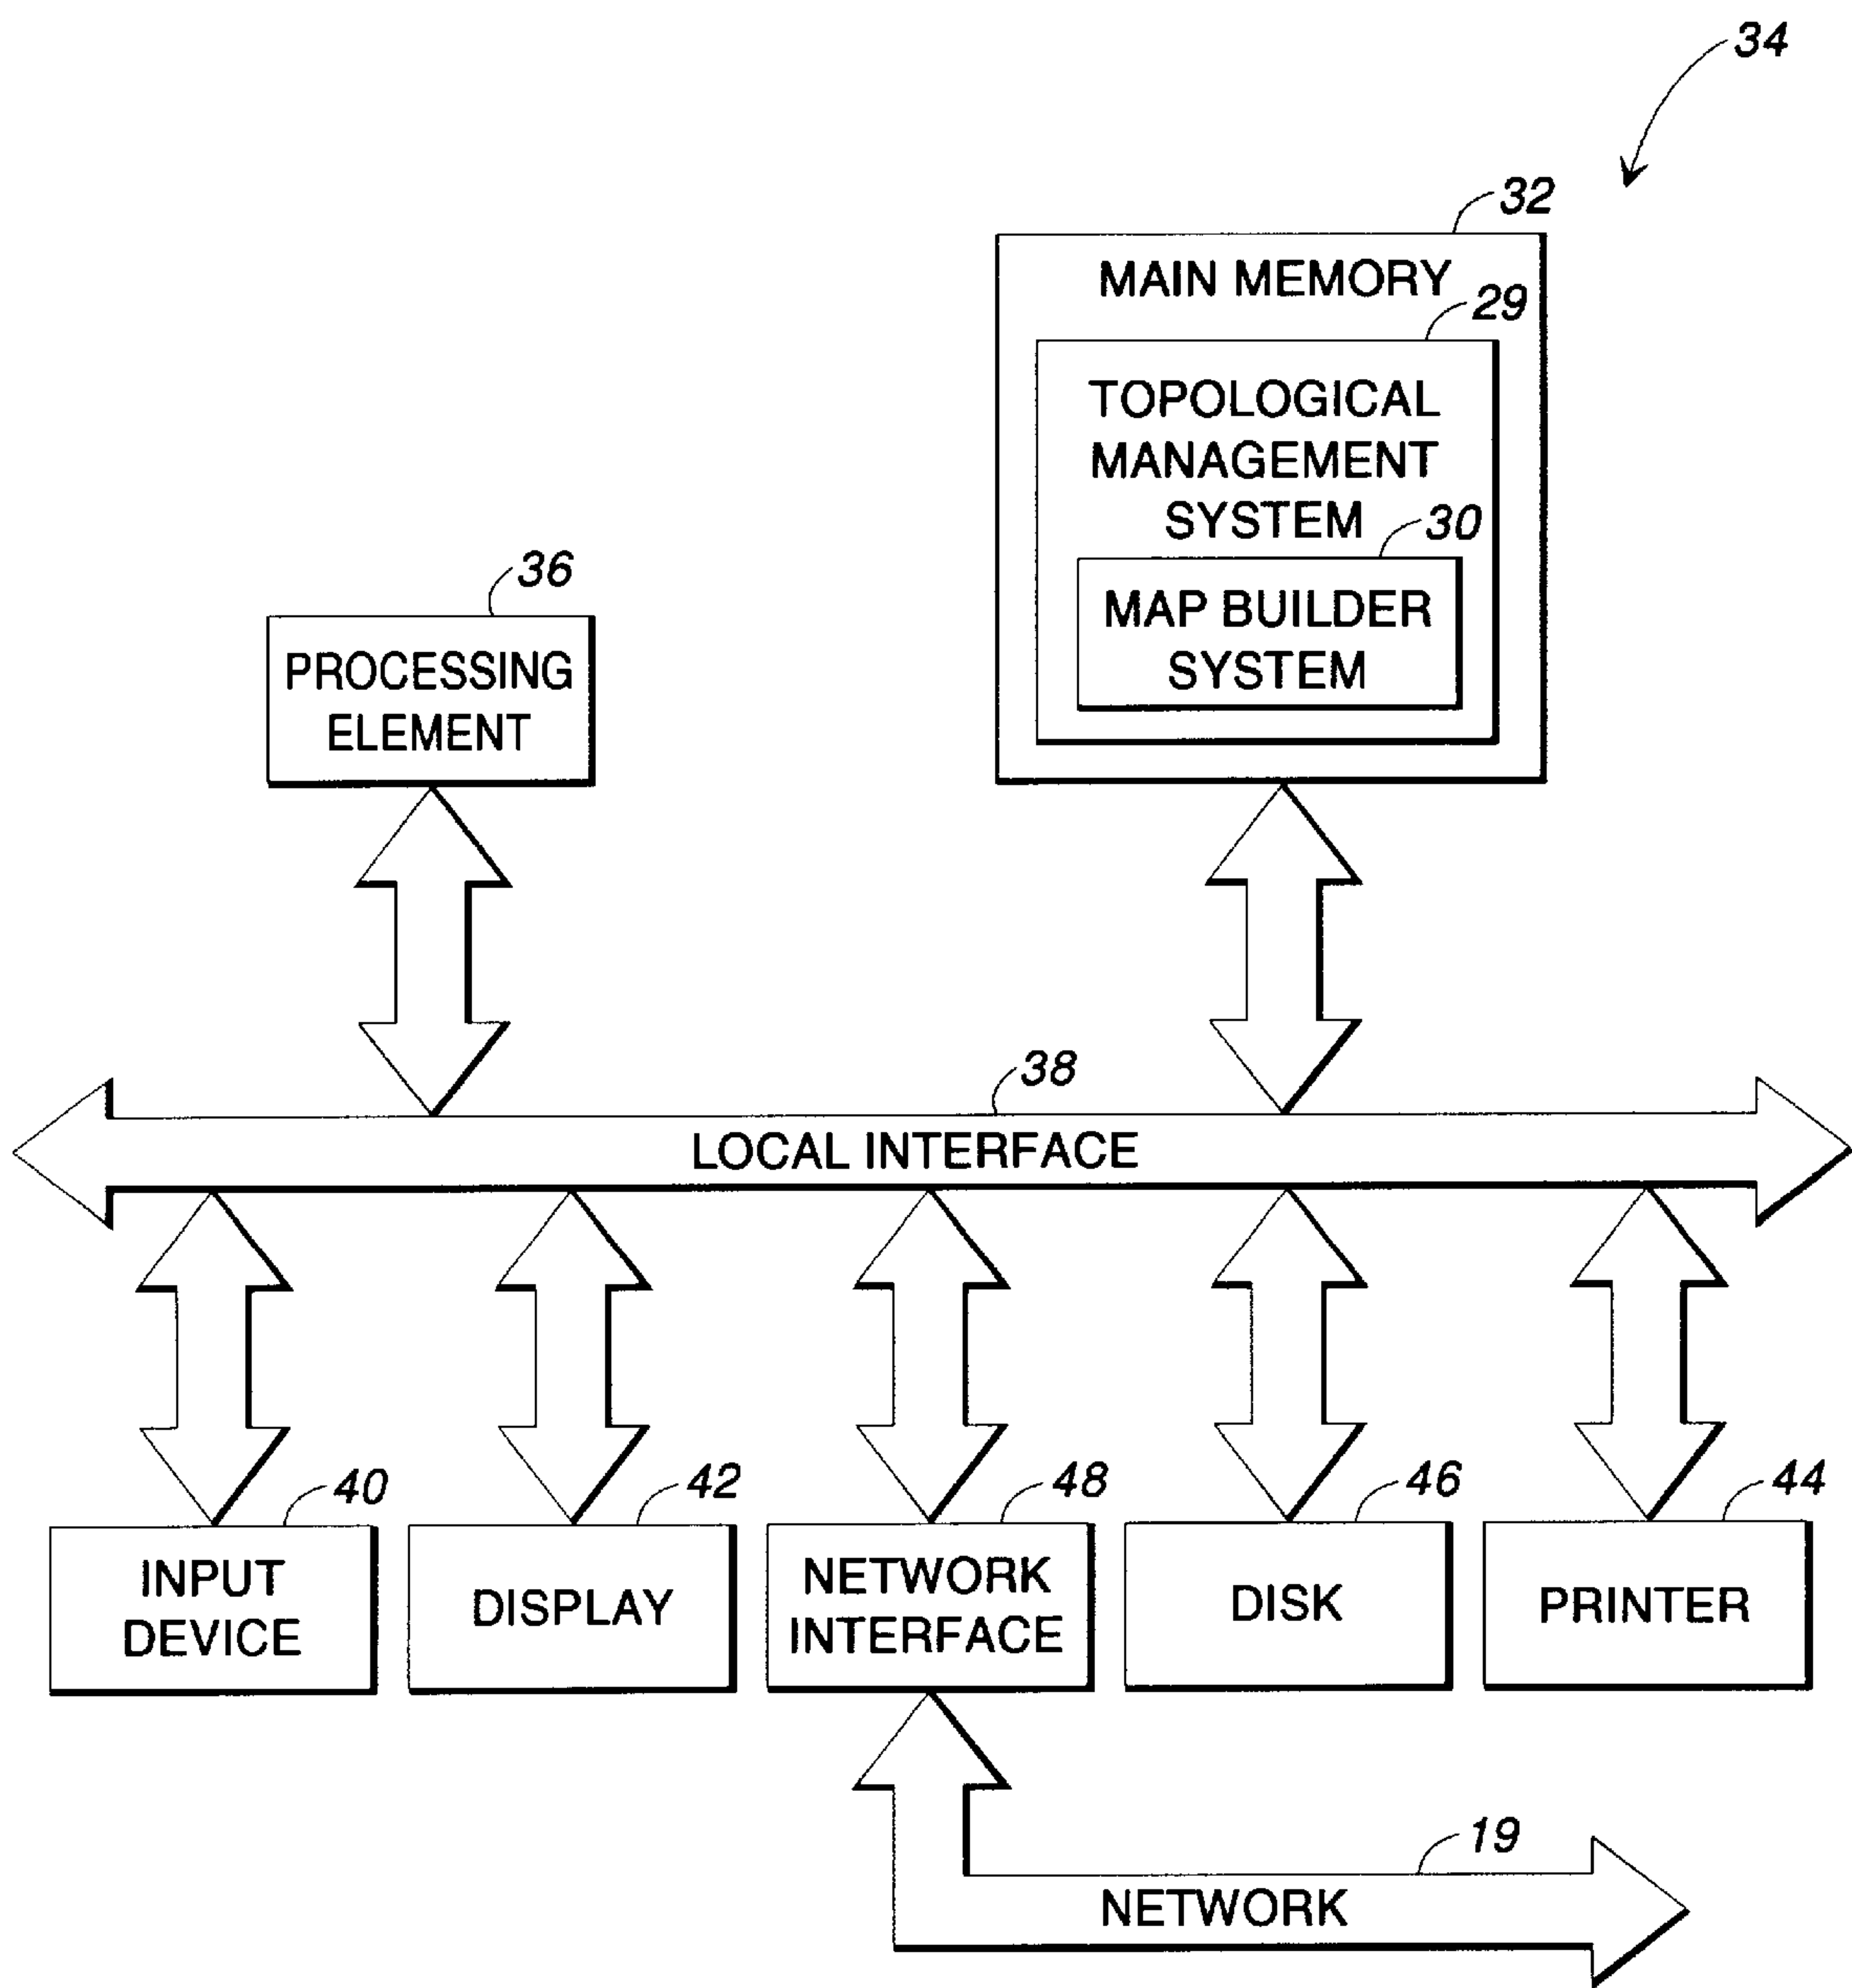 34
32
MAIN MEMORY
29
TOPOLOGICAL
MANAGEMENT
SYSTEM
30
MAP BUILDER
SYSTEM
36
PROCESSING
ELEMENT
38
LOCAL INTERFACE
40
INPUT
DEVICE
42
DISPLAY
48
NETWORK
INTERFACE
46
DISK
44
PRINTER
19
NETWORK